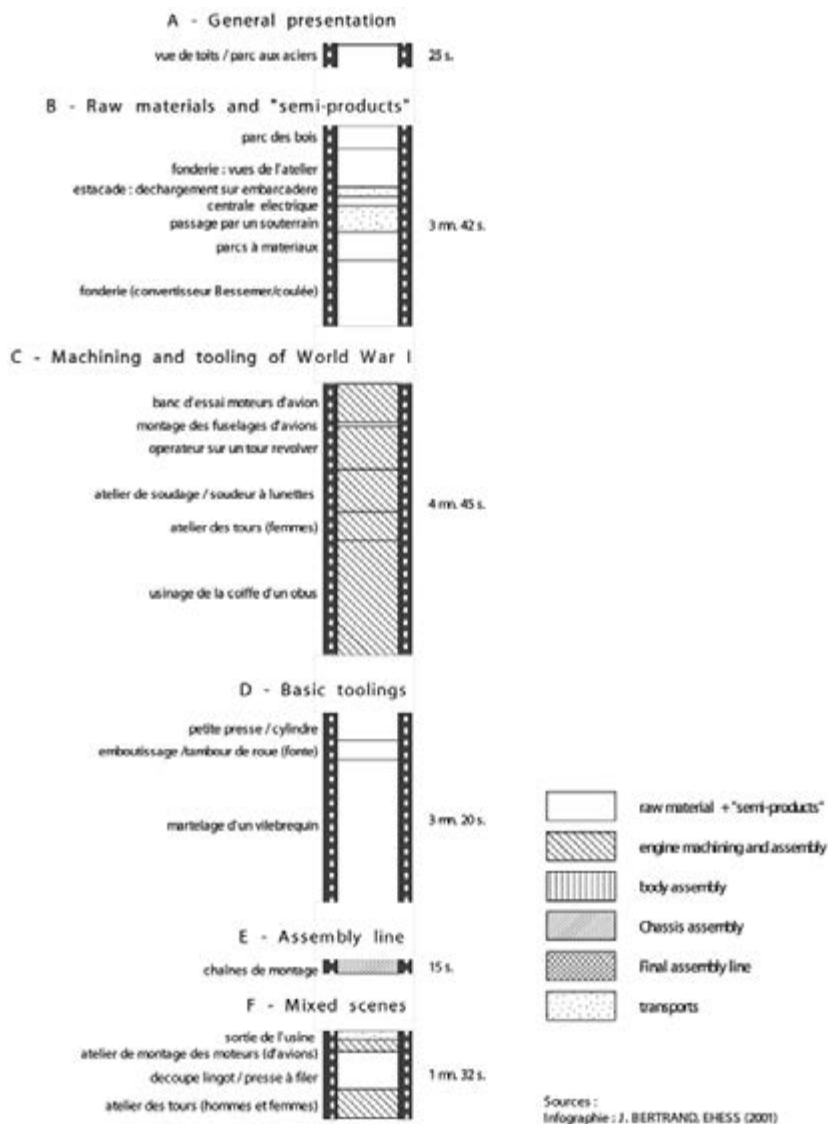 A - General presentation
vue de toits / parc aux aciers
25 s.
B - Raw materials and "semi-products"
parc des bois
fonderie : vues de l'atelier
estacade : dechargement sur embarcadere
centrale electrique
passage par un souterrain
3 mn. 42 s.
parcs à materiaux
fonderie (convertisseur Bessemer/coulée)
C - Machining and tooling of World War I
banc d'essai moteurs d'avion
montage des fuselages d'avions
operateur sur un tour revolver
atelier de soudage / soudeur à lunettes
4 mn. 45 s.
atelier des tours (femmes)
usinage de la coiffe d'un obus
D - Basic toolings
petite presse / cylindre
emboutissage /tambour de roue (fonte)
martelage d'un vilebrequin
3 mn. 20 s.
E - Assembly line
chaînes de montage
15 s.
F - Mixed scenes
sortie de l'usine
atelier de montage des moteurs (d'avions)
decoupe lingot / presse à filer
1 mn. 32 s.
atelier des tours (hommes et femmes)
raw material + "semi-products"
engine machining and assembly
body assembly
Chassis assembly
Final assembly line
transports
Sources :
Infographie : J. BERTRAND, EHESS (2001)